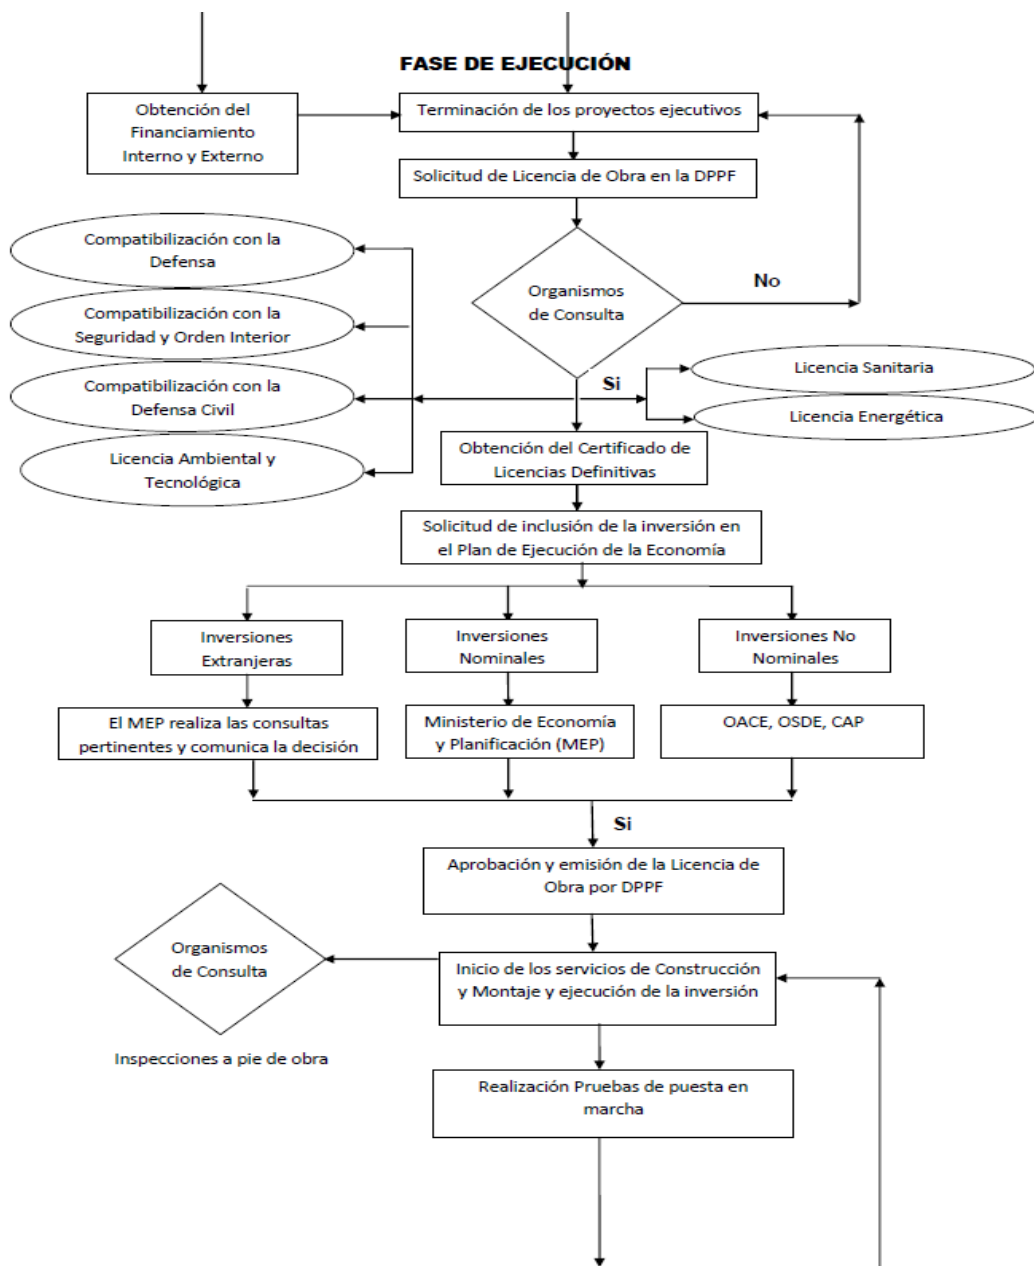 FASE DE EJECUCIÓN
Obtención del
Financiamiento
Interno y Externo
Terminación de los proyectos ejecutivos
Solicitud de Licencia de Obra en la DPPF
Compatibilización con la
Defensa
Organismos
de Consulta
No
Compatibilización con la
Seguridad y Orden Interior
Compatibilización con la
Defensa Civil
Si
Licencia Sanitaria
Licencia Energética
Licencia Ambiental y
Tecnológica
Obtención del Certificado de
Licencias Definitivas
Solicitud de inclusión de la inversión en
el Plan de Ejecución de la Economía
Inversiones
Extranjeras
Inversiones
Nominales
Inversiones No
Nominales
El MEP realiza las consultas
pertinentes y comunica la decisión
Ministerio de Economía
y Planificación (MEP)
OACE, OSDE, CAP
Si
Aprobación y emisión de la Licencia de
Obra por DPPF
Organismos
de Consulta
Inicio de los servicios de Construcción
y Montaje y ejecución de la inversión
Inspecciones a pie de obra
Realización Pruebas de puesta en
marcha